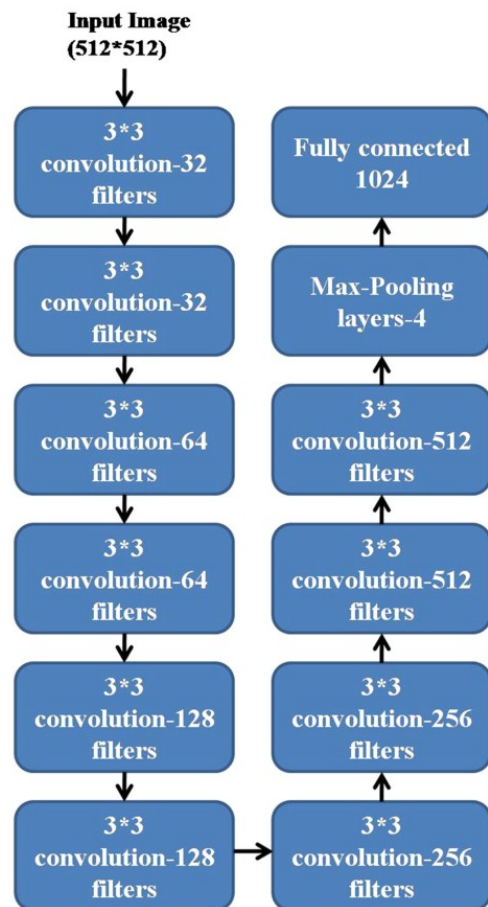 Input Image
(512*512)
3*3
convolution-32
filters
3*3
convolution-32
filters
3*3
convolution-64
filters
3*3
convolution-64
filters
3*3
convolution-128
filters
3*3
convolution-128
filters
3*3
convolution-256
filters
3*3
convolution-256
filters
3*3
convolution-512
filters
3*3
convolution-512
filters
Max-Pooling
layers-4
Fully connected
1024